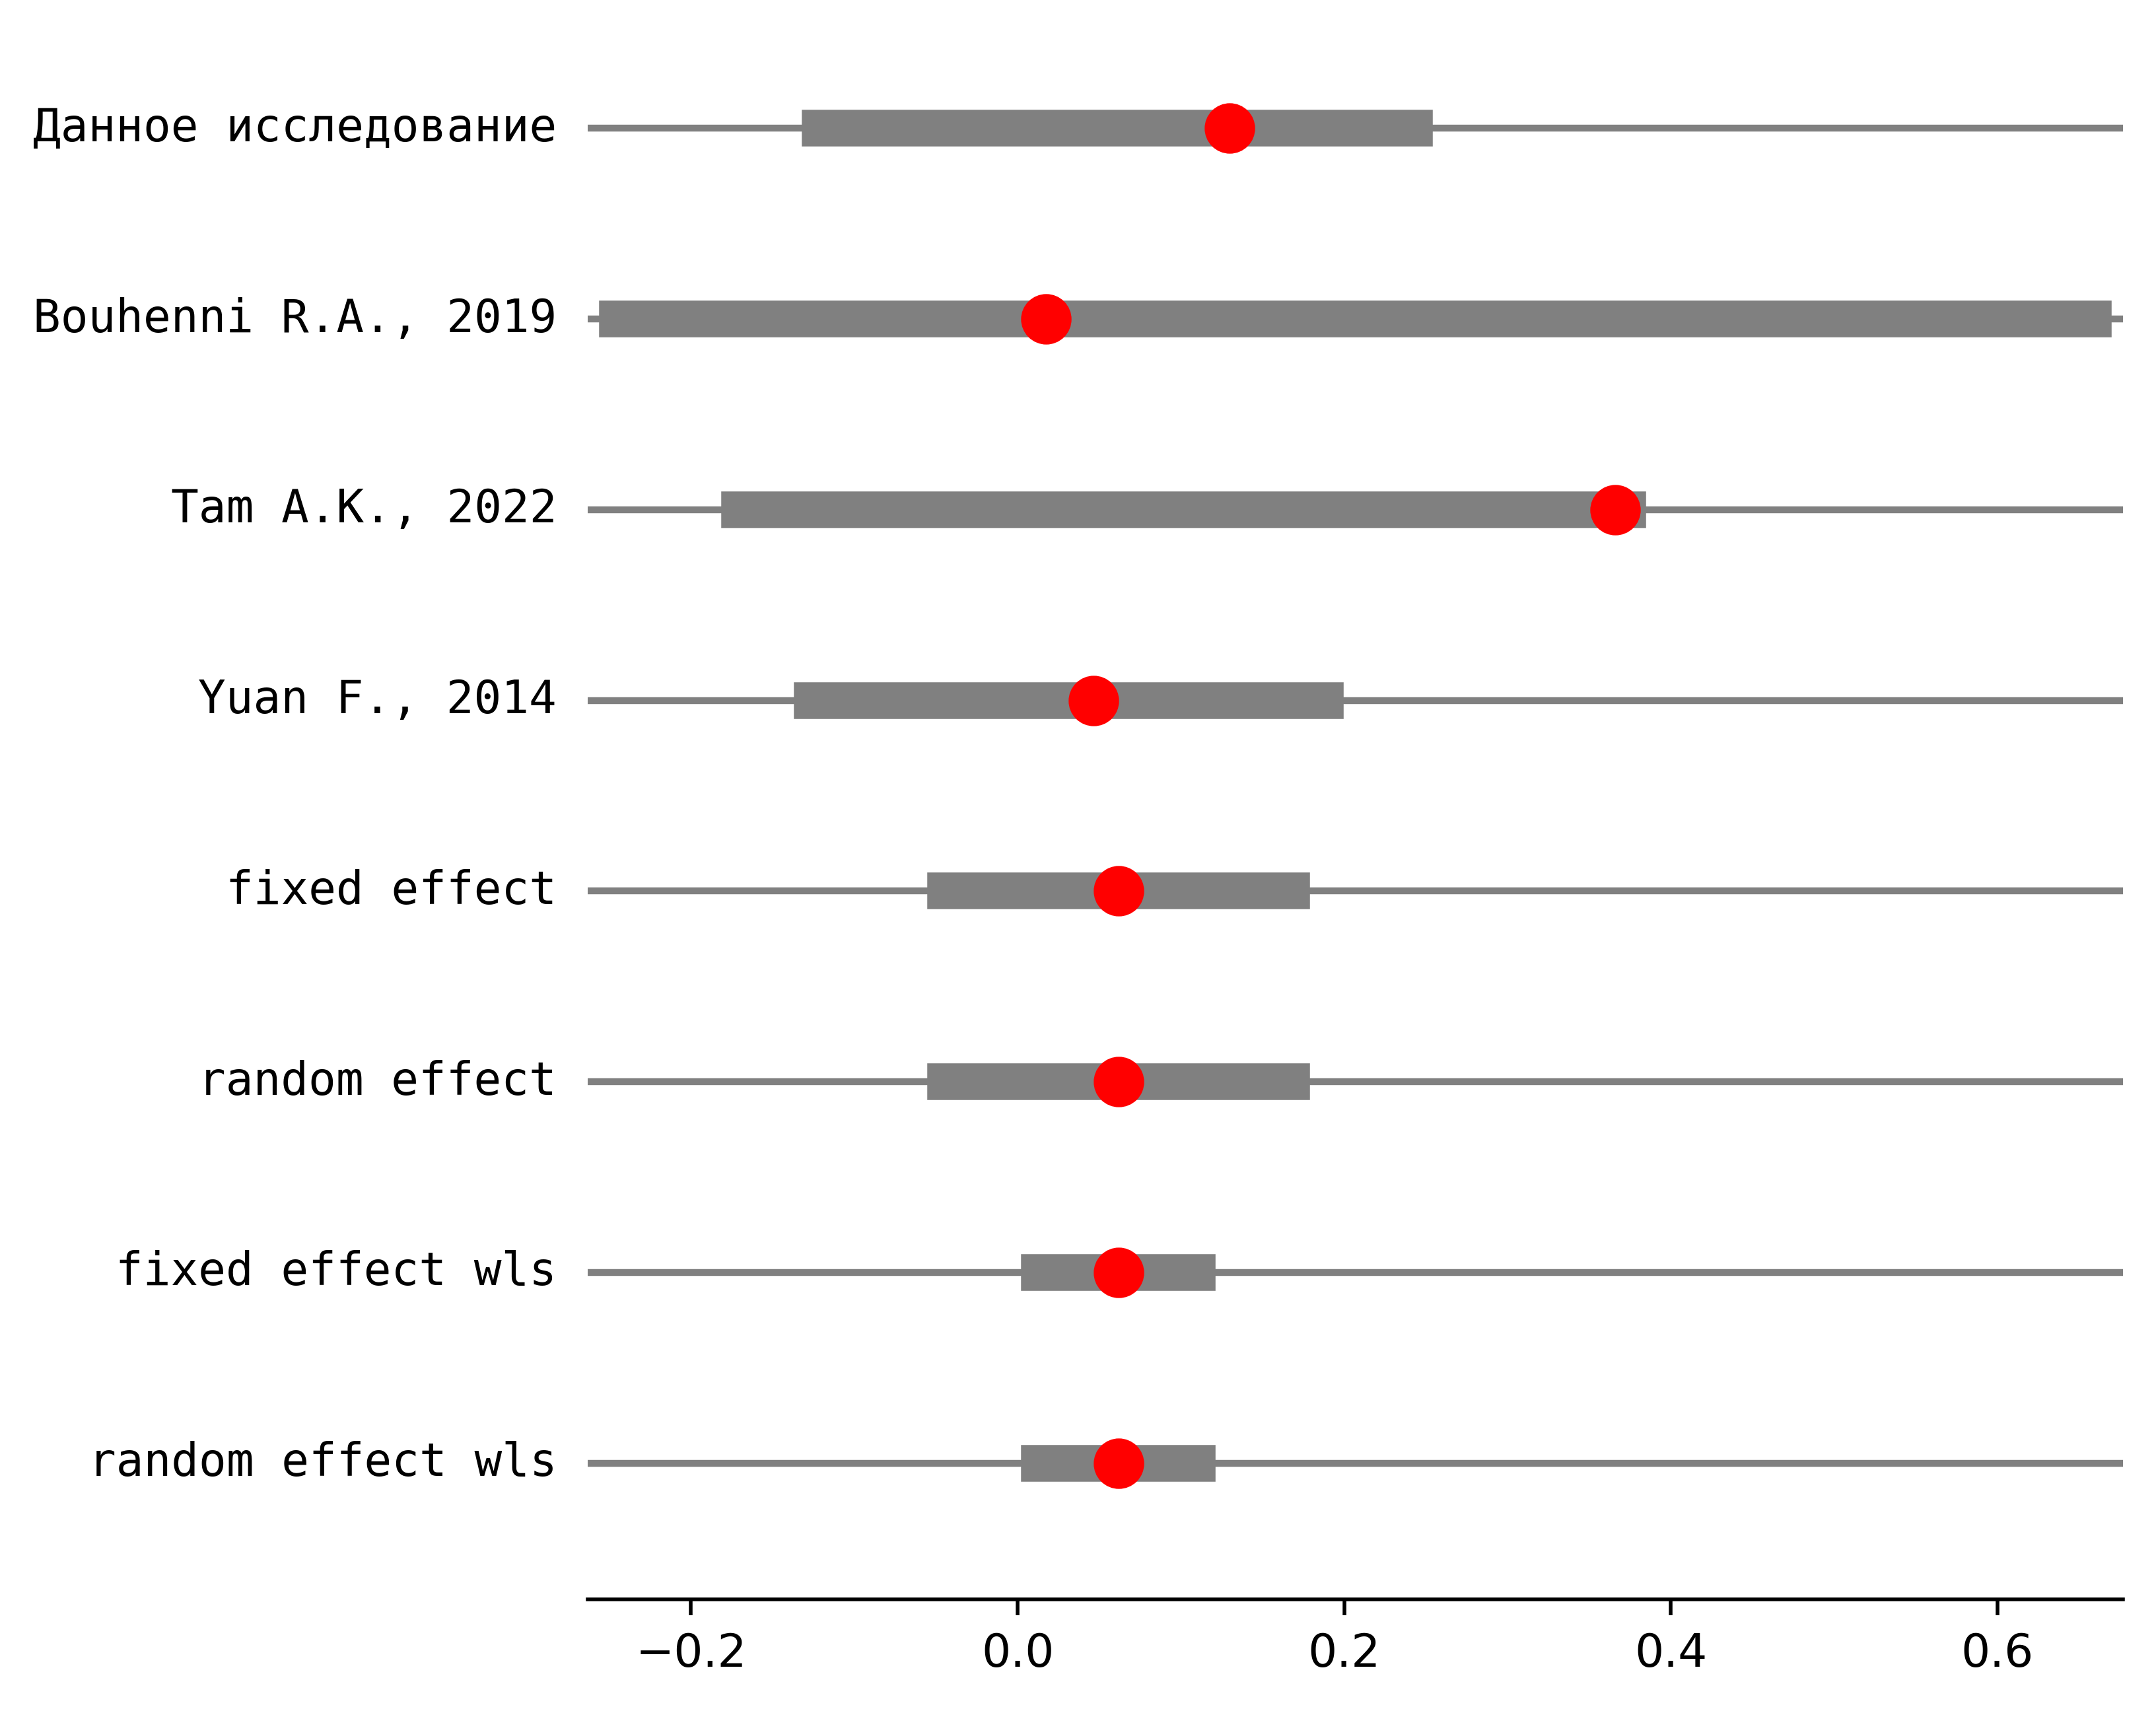 Данное исследование
Bouhenni R.A., 2019
Tam A.K., 2022
Yuan F., 2014
fixed effect
random effect
fixed effect wls
random effect wls
−0.2 0.0 0.2 0.4 0.6